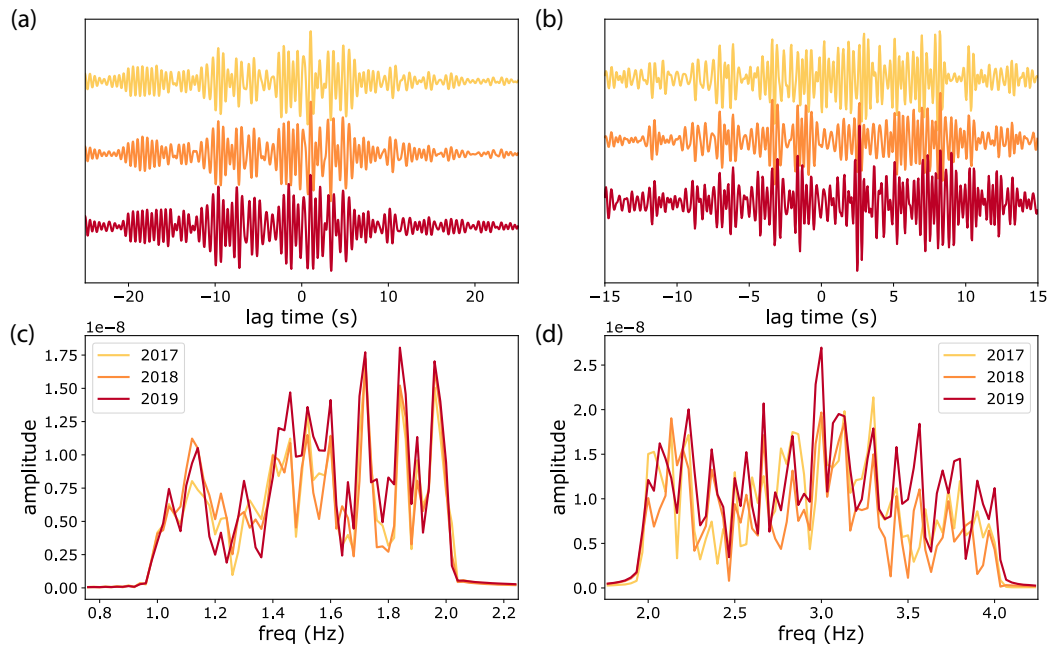 (a)
(b)
−20 −10 0 10 20
lag time (s)
−15 −10 −5 0 5 10 15
lag time (s)
(c)
1e−8
2017
2018
2019
1.75
1.50
1.25
1.00
0.75
0.50
0.25
0.00
amplitude
0.8 1.0 1.2 1.4 1.6 1.8 2.0 2.2
freq (Hz)
(d)
1e−8
2017
2018
2019
2.5
2.0
1.5
1.0
0.5
0.0
amplitude
2.0 2.5 3.0 3.5 4.0
freq (Hz)